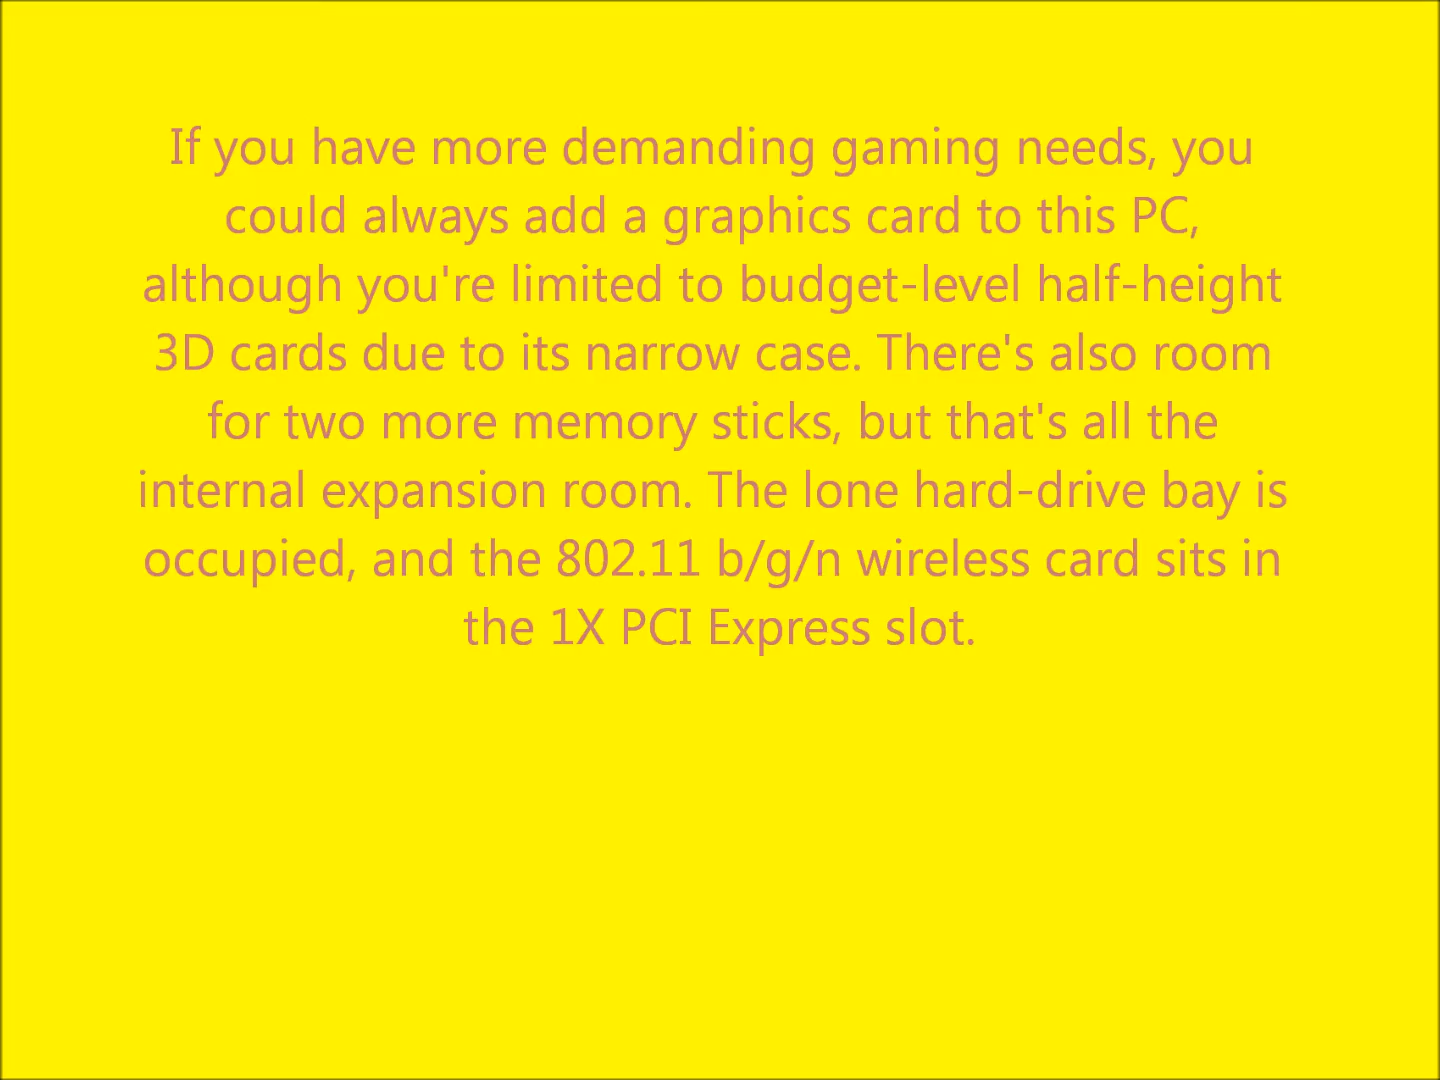 If you have more demanding gaming needs, you
could always add a graphics card to this PC,
although you're limited to budget-level half-height
3D cards due to its narrow case. There's also room
for two more memory sticks, but that's all the
internal expansion room. The lone hard-drive bay is
occupied, and the 802.11 b/g/n wireless card sits in
the 1X PCI Express slot.